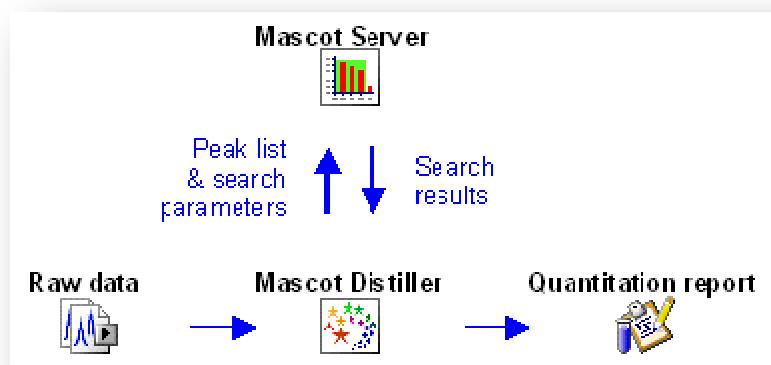 Mascot Server
Peak list
& search
parameters
Search
results
Raw data
Mascot Distiller
Quantitation report